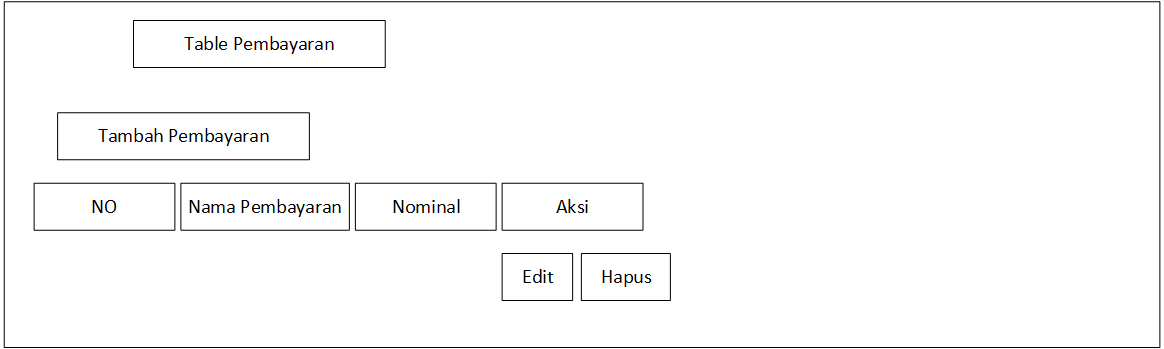 Table Pembayaran
Tambah Pembayaran
NO Nama Pembayaran Nominal Aksi
Edit Hapus